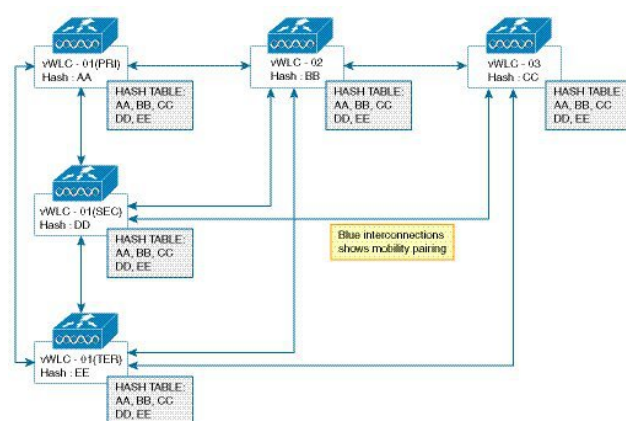 vWLC - 01(PRI)
Hash : AA
HASH TABLE:
AA, BB, CC
DD, EE
vWLC - 02
Hash : BB
HASH TABLE:
AA, BB, CC
DD, EE
vWLC - 03
Hash : CC
HASH TABLE:
AA, BB, CC
DD, EE
vWLC - 01(SEC)
Hash : DD
HASH TABLE:
AA, BB, CC
DD, EE
Blue interconnections
shows mobility pairing
vWLC - 01(TER)
Hash : EE
HASH TABLE:
AA, BB, CC
DD, EE